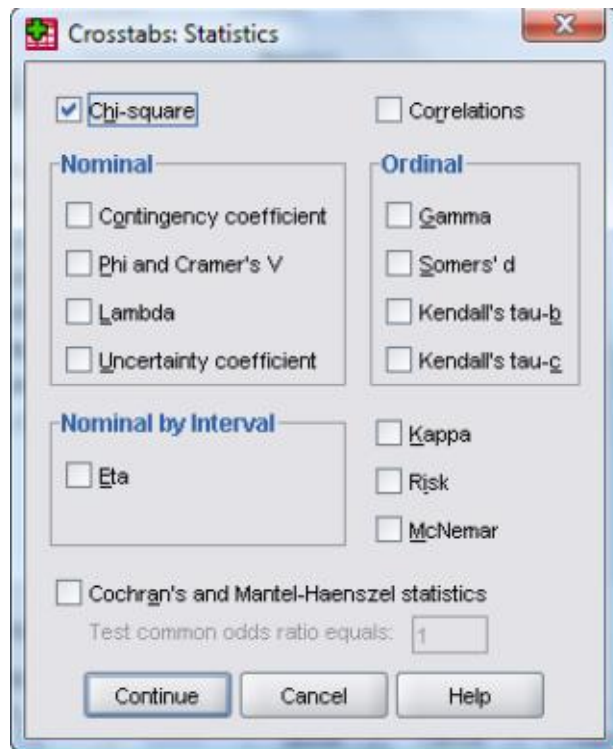 Crosstabs: Statistics
Chi-square
Correlations
Nominal
Contingency coefficient
Phi and Cramer's V
Lambda
Uncertainty coefficient
Ordinal
Gamma
Somers' d
Kendall's tau-b
Kendall's tau-c
Nominal by Interval
Eta
Kappa
Risk
McNemar
Cochran's and Mantel-Haenszel statistics
Test common odds ratio equals: 1
Continue Cancel Help